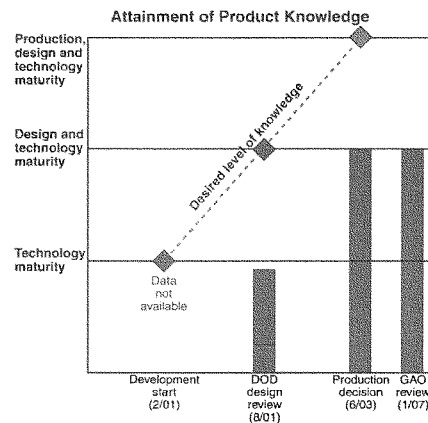 Attainment of Product Knowledge
Production,
design and
technology
maturity
Design and
technology
maturity
Technology
maturity
Desired level of knowledge
Data
not
available
Development
start
(2/01)
DOD
design
review
(8/01)
Production
decision
(6/03)
GAO
review
(1/07)